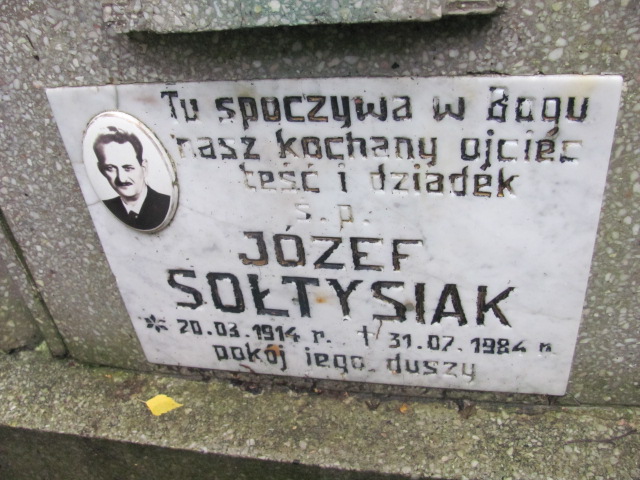 Tu spoczywa w Bogu
nasz kochany ojciec
teść i dziadek
ś.p.
JÓZEF
SOŁTYSIAK
* 20.03.1914 r. † 31.07.1984 r.
pokój jego duszy